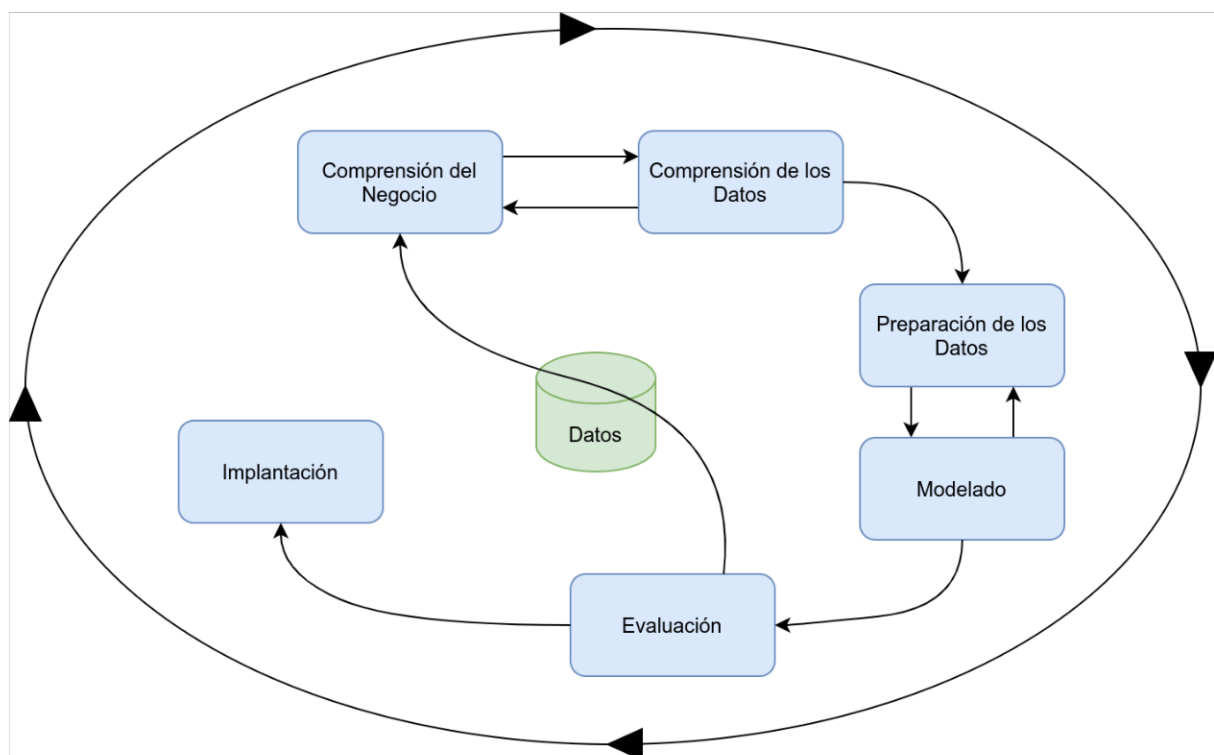 Comprensión del
Negocio
Comprensión de los
Datos
Preparación de los
Datos
Datos
Implantación
Modelado
Evaluación